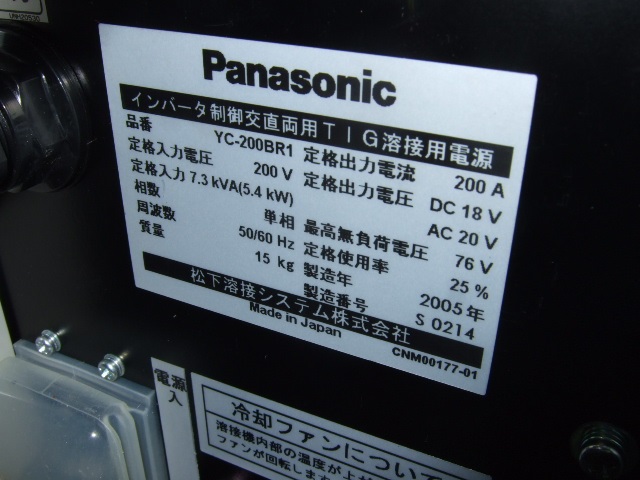 Panasonic
インバータ制御交直両用TIG溶接用電源
品番 YC-200BR1 定格出力電流 200 A
定格入力電圧 200 V 定格出力電圧 DC 18 V
定格入力 7.3 kVA(5.4 kW) AC 20 V
相数 単相 最高無負荷電圧 76 V
周波数 50/60 Hz 定格使用率 25 %
質量 15 kg 製造年 2005年
製造番号 S 0214
松下溶接システム株式会社
Made in Japan
CNM00177-01
電源
入
冷却ファンについて
溶接機内部の温度が上が
ファンが回転しま